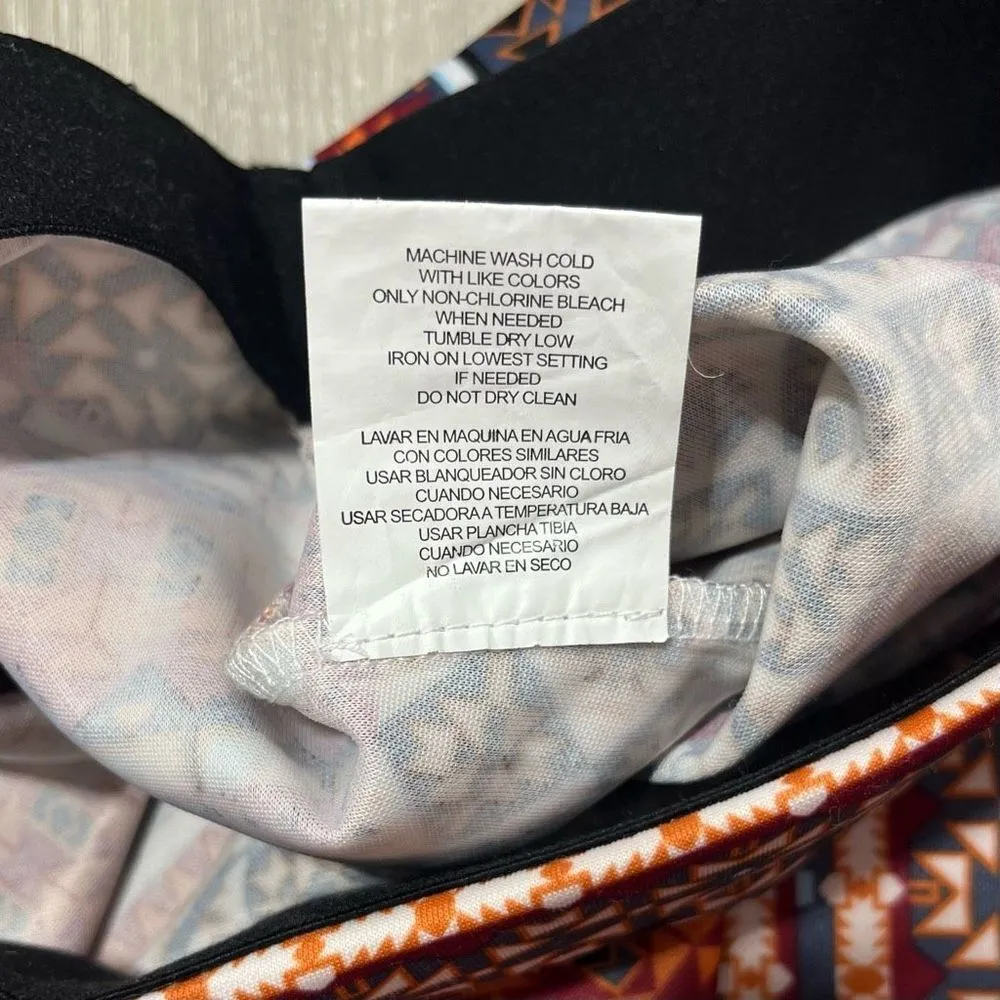 MACHINE WASH COLD
WITH LIKE COLORS
ONLY NON-CHLORINE BLEACH
WHEN NEEDED
TUMBLE DRY LOW
IRON ON LOWEST SETTING
IF NEEDED
DO NOT DRY CLEAN
LAVAR EN MAQUINA EN AGUA FRIA
CON COLORES SIMILARES
USAR BLANQUEADOR SIN CLORO
CUANDO NECESARIO
USAR SECADORA A TEMPERATURA BAJA
USAR PLANCHA TIBIA
CUANDO NECESARIO
NO LAVAR EN SECO